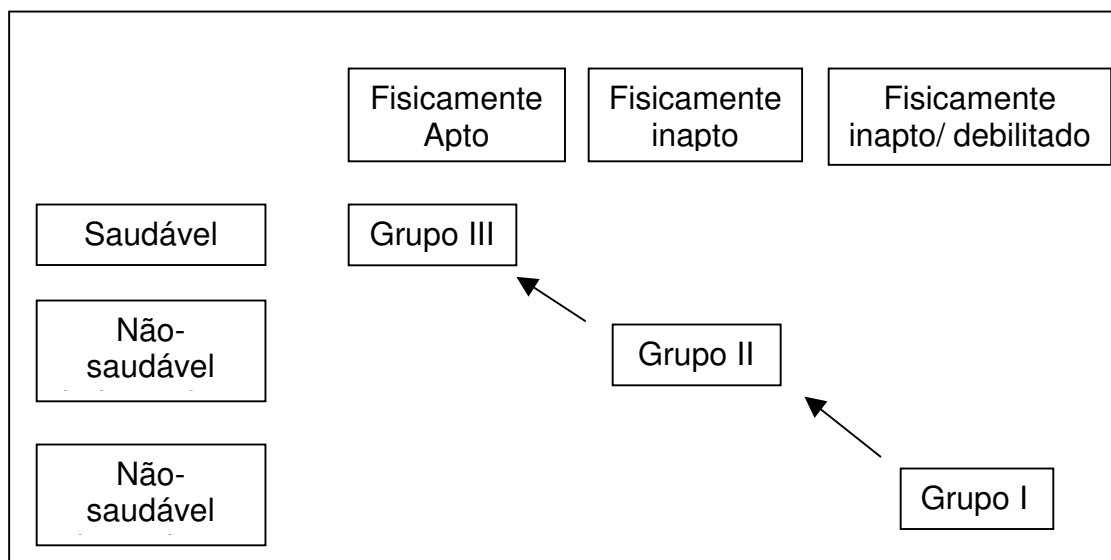 Fisicamente
Apto
Fisicamente
inapto
Fisicamente
inapto/ debilitado
Saudável
Grupo III
Não-
saudável
Grupo II
Não-
saudável
Grupo I